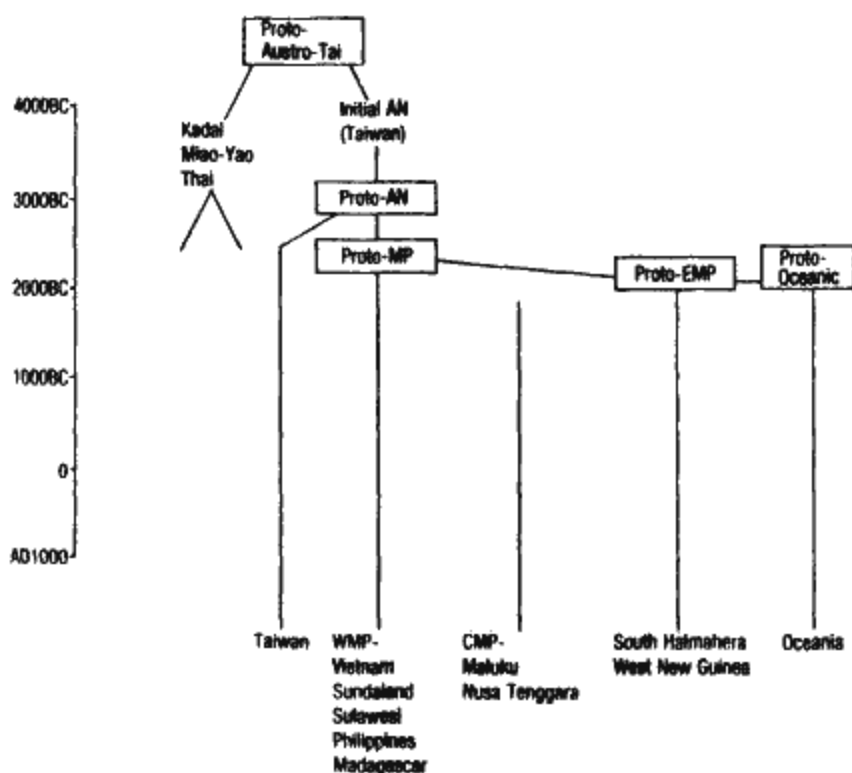 Proto-
Austro-Tai
4000BC
Initial AN
(Taiwan)
Kadai
Miao-Yao
Thai
3000BC
Proto-AN
Proto-MP
Proto-EMP
Proto-
Oceanic
2000BC
1000BC
0
AD1000
Taiwan
WMP-
Vietnam
Sundaland
Sulawesi
Philippines
Madagascar
CMP-
Maluku
Nusa Tenggara
South Halmahera
West New Guinea
Oceania